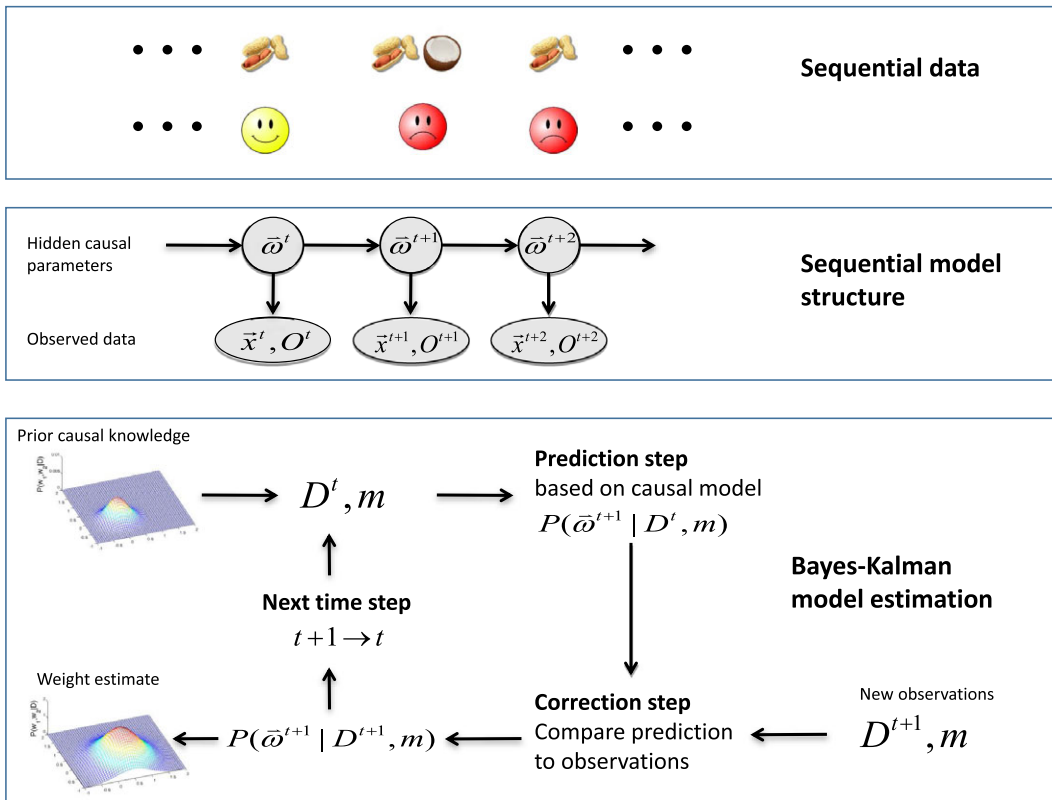 Sequential data
Hidden causal
parameters
ω⃗^t
ω⃗^{t+1}
ω⃗^{t+2}
Sequential model
structure
Observed data
x⃗^t, O^t
x⃗^{t+1}, O^{t+1}
x⃗^{t+2}, O^{t+2}
Prior causal knowledge
D^t, m
Prediction step
based on causal model
P(ω⃗^{t+1} | D^t, m)
Bayes-Kalman
model estimation
Next time step
t+1→t
Weight estimate
P(ω⃗^{t+1} | D^{t+1}, m)
Correction step
Compare prediction
to observations
New observations
D^{t+1}, m